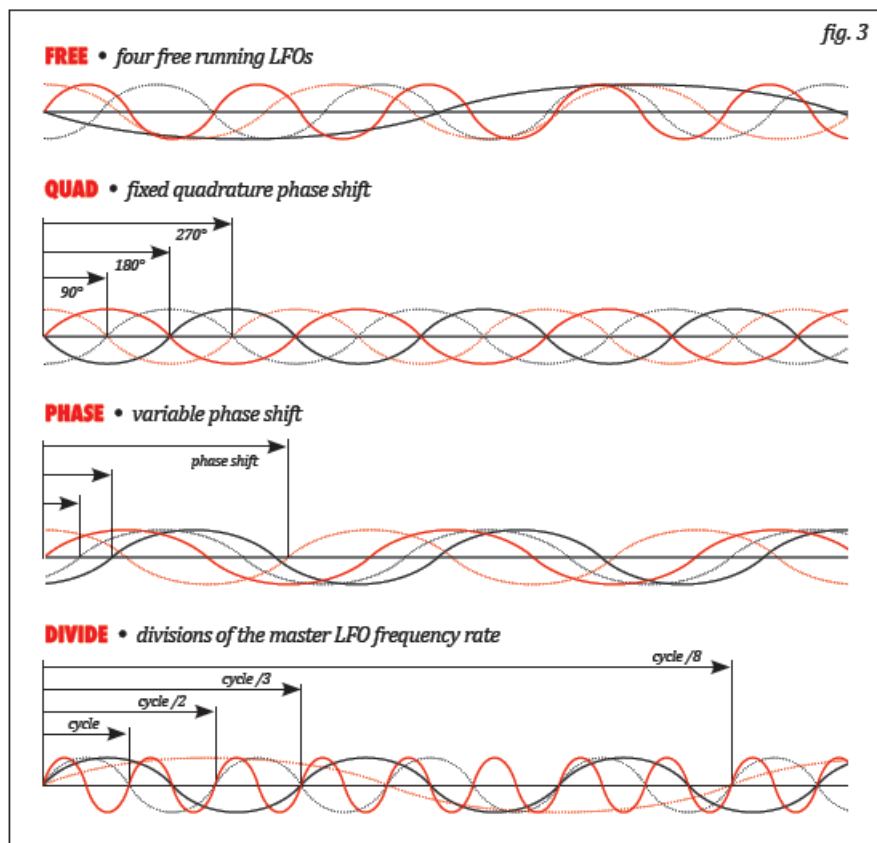 fig. 3
FREE • four free running LFOs
QUAD • fixed quadrature phase shift
270°
180°
90°
PHASE • variable phase shift
phase shift
DIVIDE • divisions of the master LFO frequency rate
cycle /8
cycle /3
cycle /2
cycle